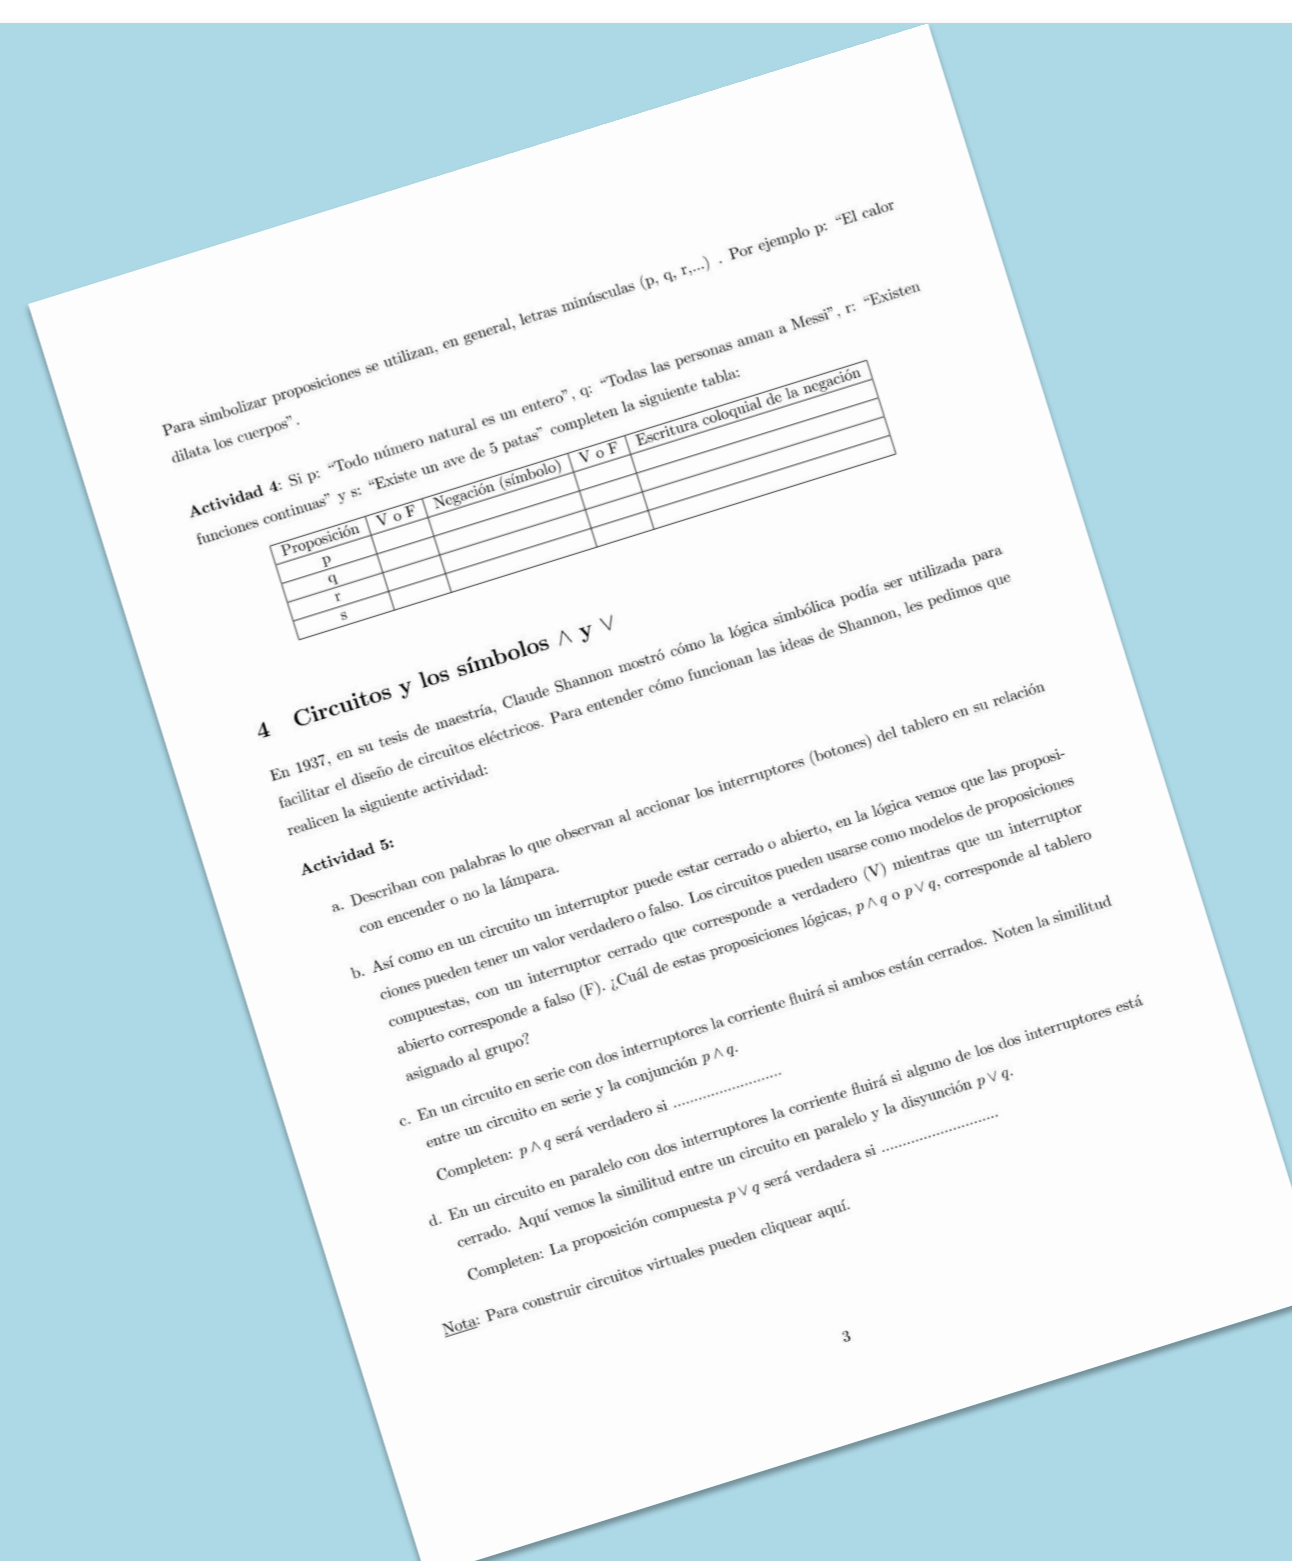 Para simbolizar proposiciones se utilizan, en general, letras minúsculas (p, q, r,...) . Por ejemplo p: “El calor
dilata los cuerpos”.
Actividad 4: Si p: “Todo número natural es un entero”, q: “Todas las personas aman a Messi”, r: “Existen
funciones continuas” y s: “Existe un ave de 5 patas” completen la siguiente tabla:
Proposición V o F Negación (símbolo) V o F Escritura coloquial de la negación
p
q
r
s
4 Circuitos y los símbolos ∧ y ∨
En 1937, en su tesis de maestría, Claude Shannon mostró cómo la lógica simbólica podía ser utilizada para
facilitar el diseño de circuitos eléctricos. Para entender cómo funcionan las ideas de Shannon, les pedimos que
realicen la siguiente actividad:
Actividad 5:
a. Describan con palabras lo que observan al accionar los interruptores (botones) del tablero en su relación
con encender o no la lámpara.
b. Así como en un circuito un interruptor puede estar cerrado o abierto, en la lógica vemos que las proposi-
ciones pueden tener un valor verdadero o falso. Los circuitos pueden usarse como modelos de proposiciones
compuestas, con un interruptor cerrado que corresponde a verdadero (V) mientras que un interruptor
abierto corresponde a falso (F). ¿Cuál de estas proposiciones lógicas, p ∧ q o p ∨ q, corresponde al tablero
asignado al grupo?
c. En un circuito en serie con dos interruptores la corriente fluirá si ambos están cerrados. Noten la similitud
entre un circuito en serie y la conjunción p ∧ q.
Completen: p ∧ q será verdadero si ..........................
d. En un circuito en paralelo con dos interruptores la corriente fluirá si alguno de los dos interruptores está
cerrado. Aquí vemos la similitud entre un circuito en paralelo y la disyunción p ∨ q.
Completen: La proposición compuesta p ∨ q será verdadera si ............................
Nota: Para construir circuitos virtuales pueden cliquear aquí.
3